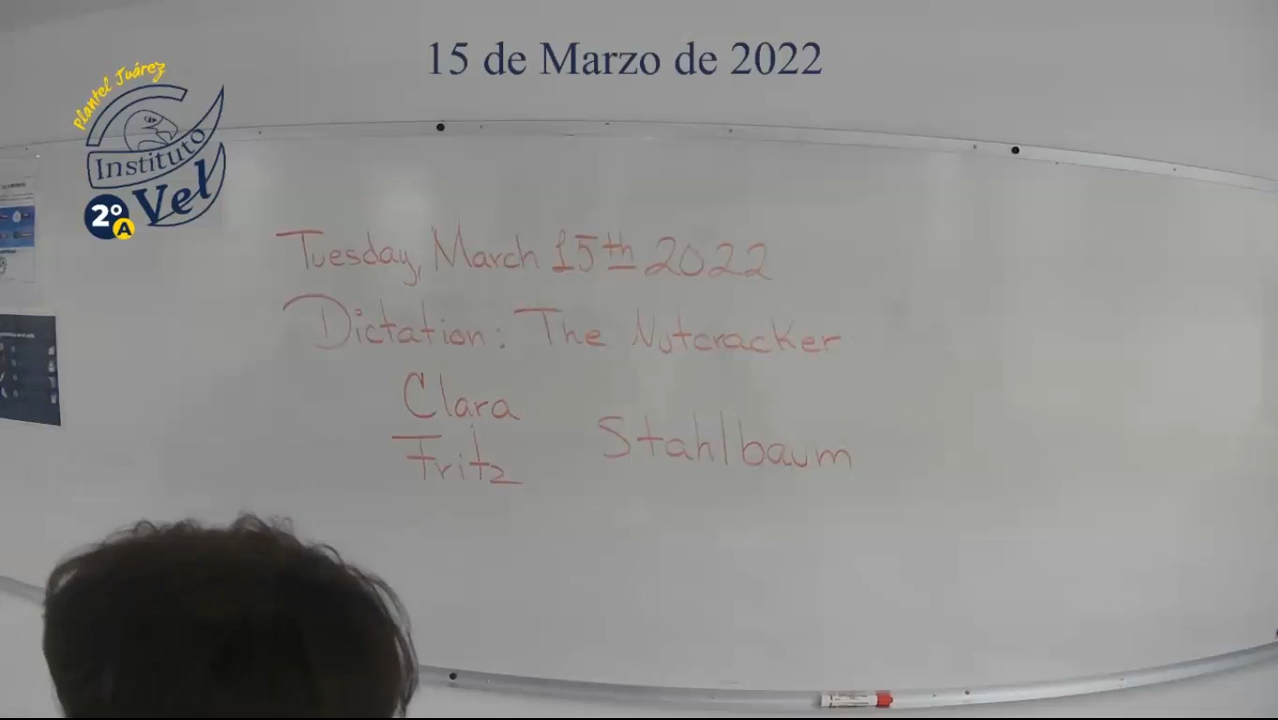 15 de Marzo de 2022
Plantel Juárez
Instituto
Vel
2º
A
Tuesday, March 15th 2022
Dictation: The Nutcracker
Clara
Fritz
Stahlbaum